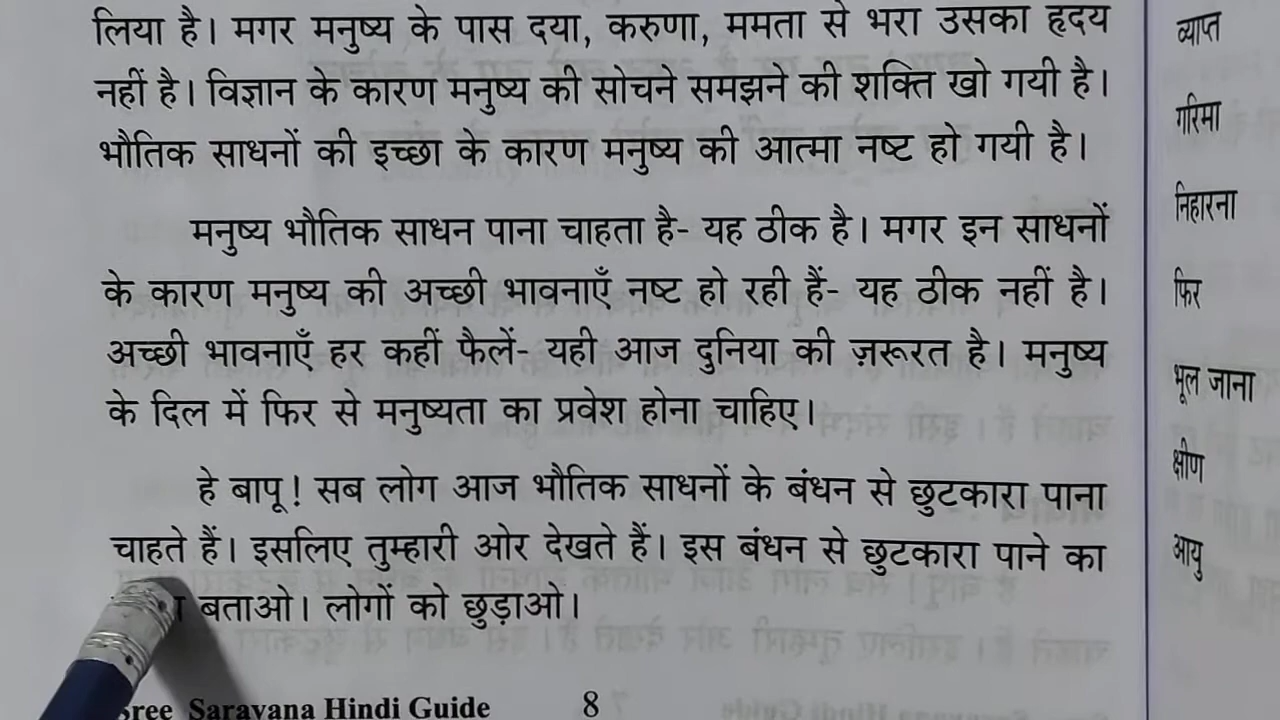 लिया है। मगर मनुष्य के पास दया, करुणा, ममता से भरा उसका हृदय
नहीं है। विज्ञान के कारण मनुष्य की सोचने समझने की शक्ति खो गयी है।
भौतिक साधनों की इच्छा के कारण मनुष्य की आत्मा नष्ट हो गयी है।
मनुष्य भौतिक साधन पाना चाहता है- यह ठीक है। मगर इन साधनों
के कारण मनुष्य की अच्छी भावनाएँ नष्ट हो रही हैं- यह ठीक नहीं है।
अच्छी भावनाएँ हर कहीं फैलें- यही आज दुनिया की ज़रूरत है। मनुष्य
के दिल में फिर से मनुष्यता का प्रवेश होना चाहिए।
हे बापू! सब लोग आज भौतिक साधनों के बंधन से छुटकारा पाना
चाहते हैं। इसलिए तुम्हारी ओर देखते हैं। इस बंधन से छुटकारा पाने का
बताओ। लोगों को छुड़ाओ।
Sree Saravana Hindi Guide 8
व्याप्त
गरिमा
निहारना
फिर
भूल जाना
क्षीण
आयु